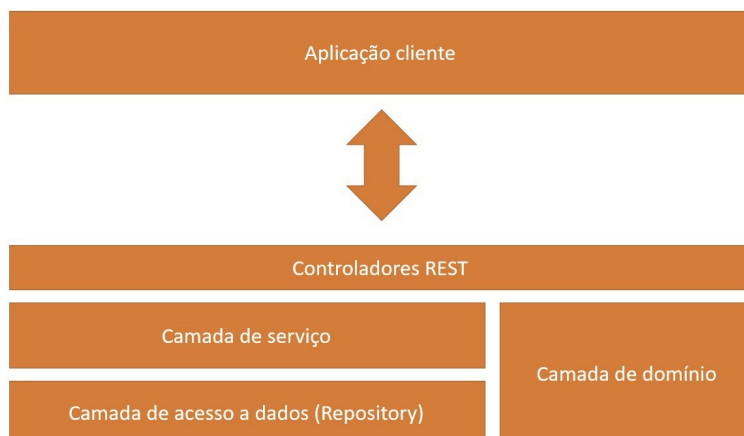 Aplicação cliente
Controladores REST
Camada de serviço
Camada de domínio
Camada de acesso a dados (Repository)